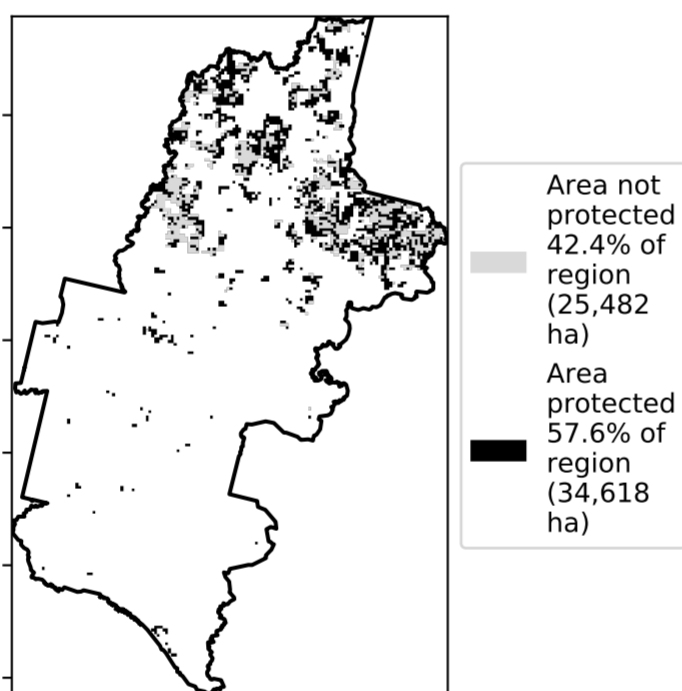 Area not
protected
42.4% of
region
(25,482
ha)
Area
protected
57.6% of
region
(34,618
ha)